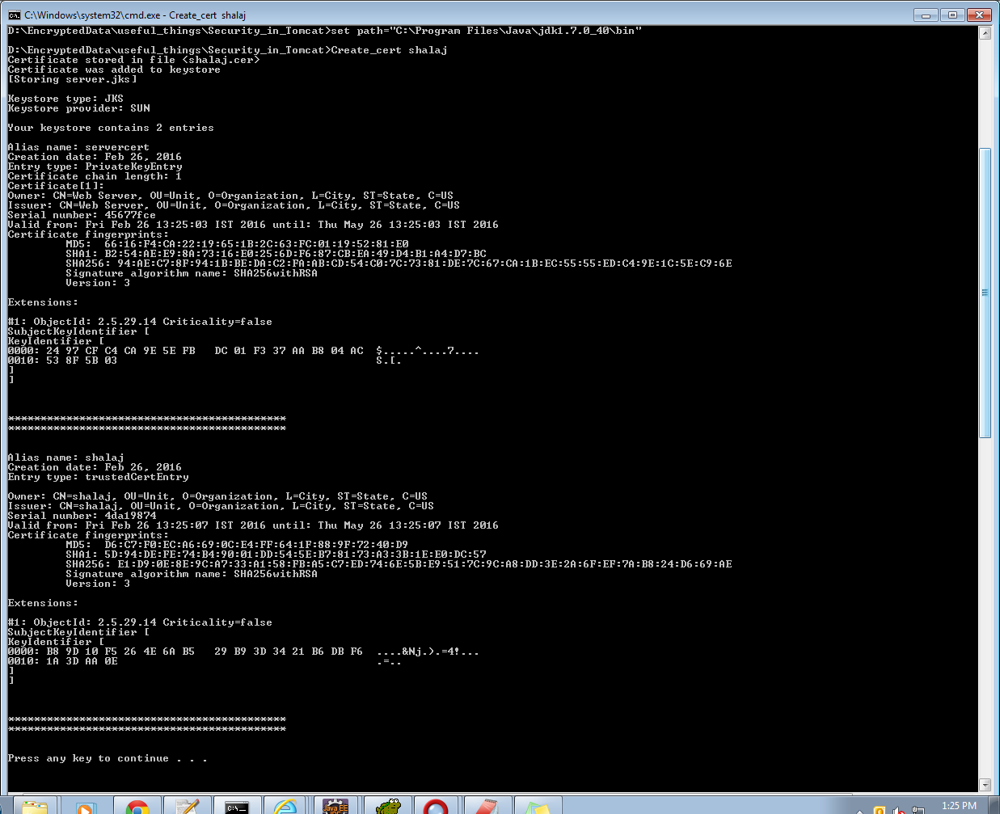 C:\Windows\system32\cmd.exe - Create_cert shalaj
D:\EncryptedData\useful_things\Security_in_Tomcat>set path="C:\Program Files\Java\jdk1.7.0_40\bin"
D:\EncryptedData\useful_things\Security_in_Tomcat>Create_cert shalaj
Certificate stored in file <shalaj.cer>
Certificate was added to keystore
[Storing server.jks]
Keystore type: JKS
Keystore provider: SUN
Your keystore contains 2 entries
Alias name: servercert
Creation date: Feb 26, 2016
Entry type: PrivateKeyEntry
Certificate chain length: 1
Certificate[1]:
Owner: CN=Web Server, OU=Unit, O=Organization, L=City, ST=State, C=US
Issuer: CN=Web Server, OU=Unit, O=Organization, L=City, ST=State, C=US
Serial number: 45677fce
Valid from: Fri Feb 26 13:25:03 IST 2016 until: Thu May 26 13:25:03 IST 2016
Certificate fingerprints:
MD5:  66:16:F4:CA:22:19:65:1B:2C:63:FC:01:19:52:81:E0
SHA1: B2:54:AE:E9:8A:73:16:E0:25:6D:F6:87:CB:EA:49:D4:B1:A4:D7:BC
SHA256: 94:AE:C7:8F:94:1B:BE:DA:C2:FA:AB:CD:54:C0:7C:73:81:DE:7C:67:CA:1B:EC:55:55:ED:C4:9E:1C:5E:C9:6E
Signature algorithm name: SHA256withRSA
Version: 3
Extensions:
#1: ObjectId: 2.5.29.14 Criticality=false
SubjectKeyIdentifier [
KeyIdentifier [
0000: 24 97 CF C4 CA 9E 5E FB   DC 01 F3 37 AA B8 04 AC  $.....^....7....
0010: 53 8F 5B 03                                        S.[.
]
]
*******************************************
*******************************************
Alias name: shalaj
Creation date: Feb 26, 2016
Entry type: trustedCertEntry
Owner: CN=shalaj, OU=Unit, O=Organization, L=City, ST=State, C=US
Issuer: CN=shalaj, OU=Unit, O=Organization, L=City, ST=State, C=US
Serial number: 4da19874
Valid from: Fri Feb 26 13:25:07 IST 2016 until: Thu May 26 13:25:07 IST 2016
Certificate fingerprints:
MD5:  D6:C7:F0:EC:A6:69:0C:E4:FF:64:1F:88:9F:72:40:D9
SHA1: 5D:94:DE:FE:74:B4:90:01:DD:54:5E:B7:81:73:A3:3B:1E:E0:DC:57
SHA256: E1:D9:0E:8E:9C:A7:33:A1:58:FB:A5:C7:ED:74:6E:5B:E9:51:7C:9C:A8:DD:3E:2A:6F:EF:7A:B8:24:D6:69:AE
Signature algorithm name: SHA256withRSA
Version: 3
Extensions:
#1: ObjectId: 2.5.29.14 Criticality=false
SubjectKeyIdentifier [
KeyIdentifier [
0000: B8 9D 10 F5 26 4E 6A B5   29 B9 3D 34 21 B6 DB F6  ....&Nj.).=4!...
0010: 1A 3D AA 0E                                        .=..
]
]
*******************************************
*******************************************
Press any key to continue . . .
Java EE
1:25 PM